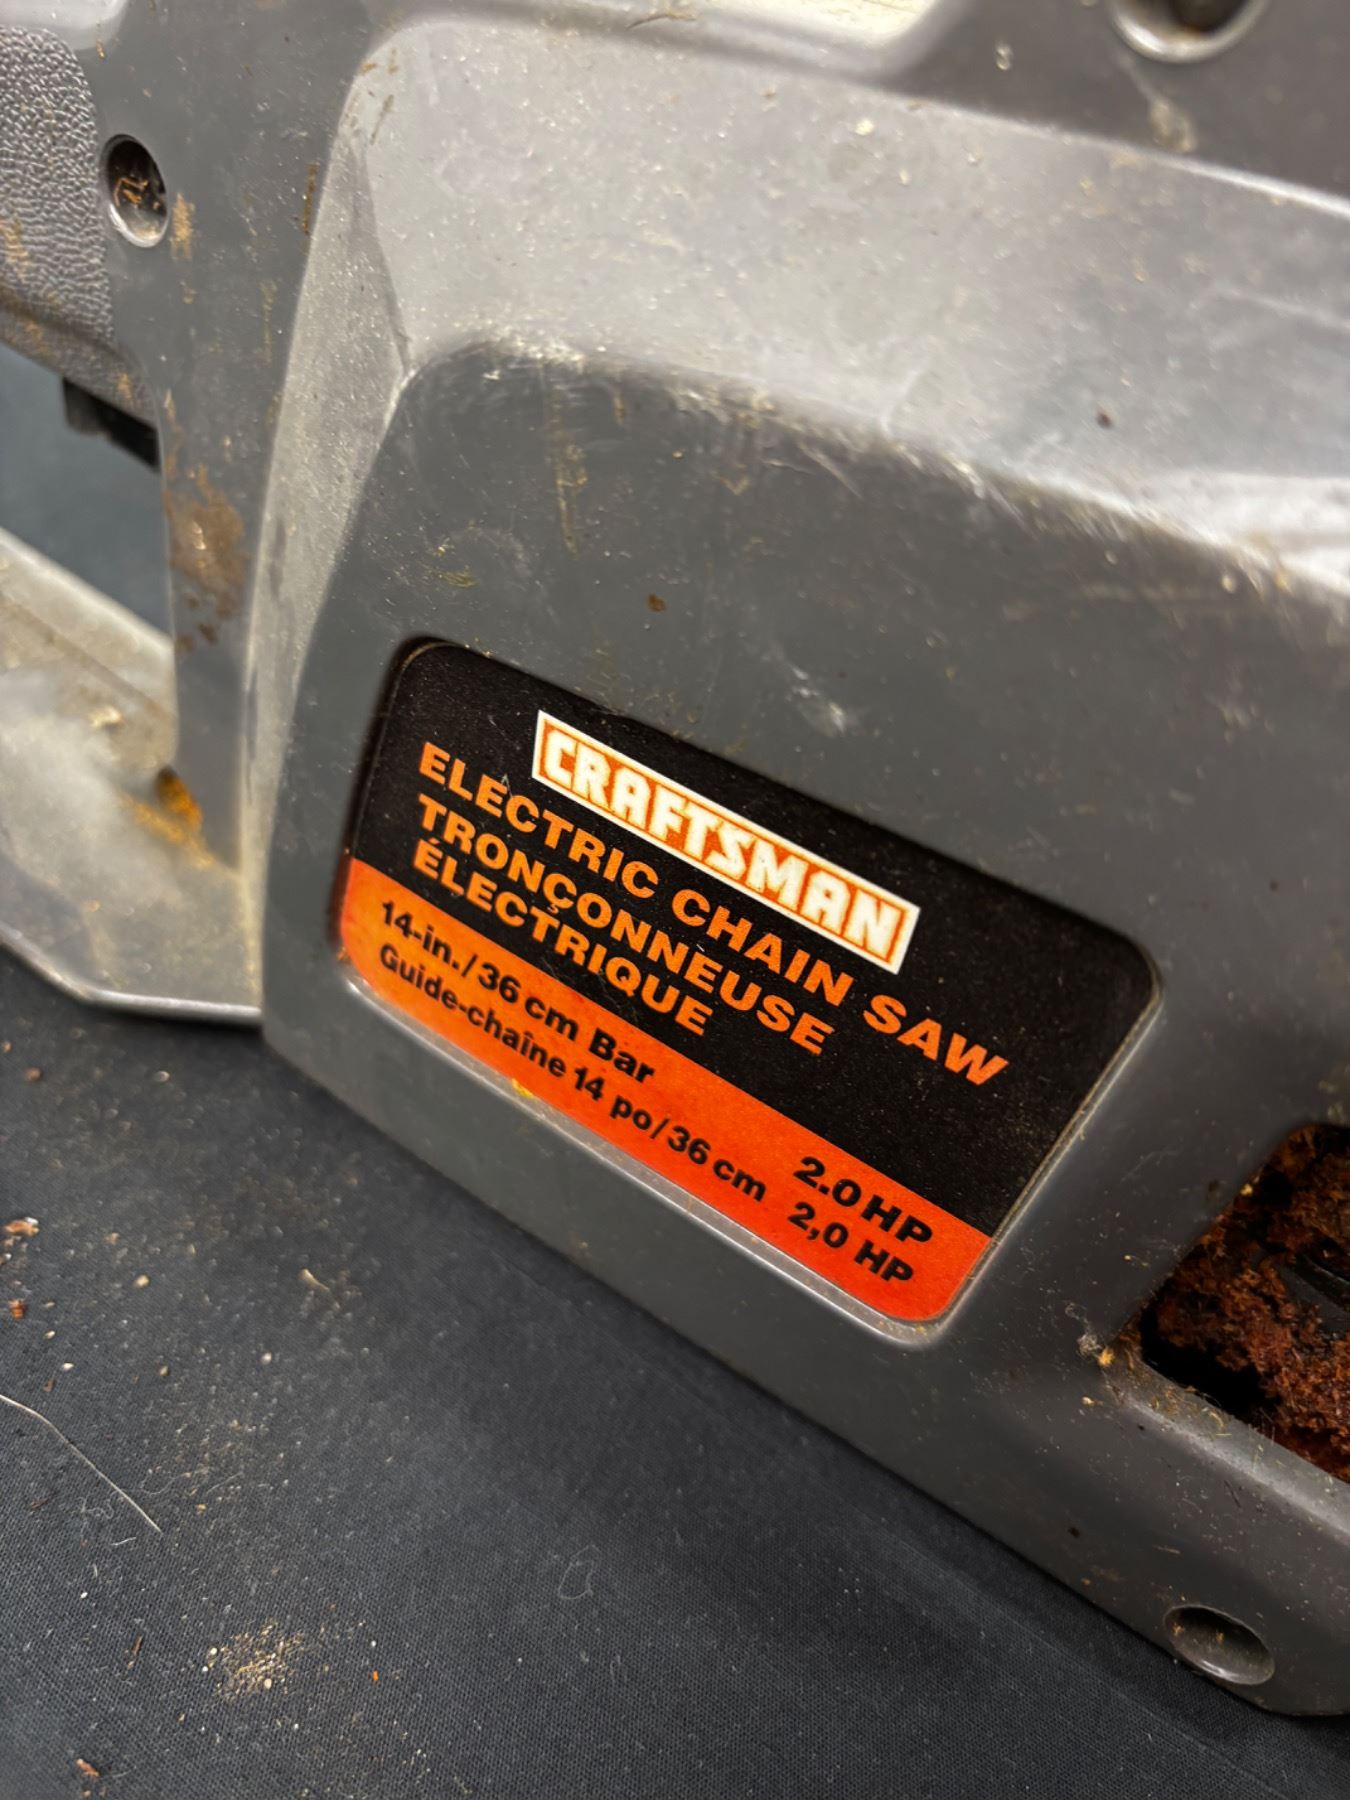 CRAFTSMAN
ELECTRIC CHAIN SAW
TRONÇONNEUSE
ÉLECTRIQUE
14-in./36 cm Bar 2.0 HP
Guide-chaîne 14 po/36 cm 2,0 HP